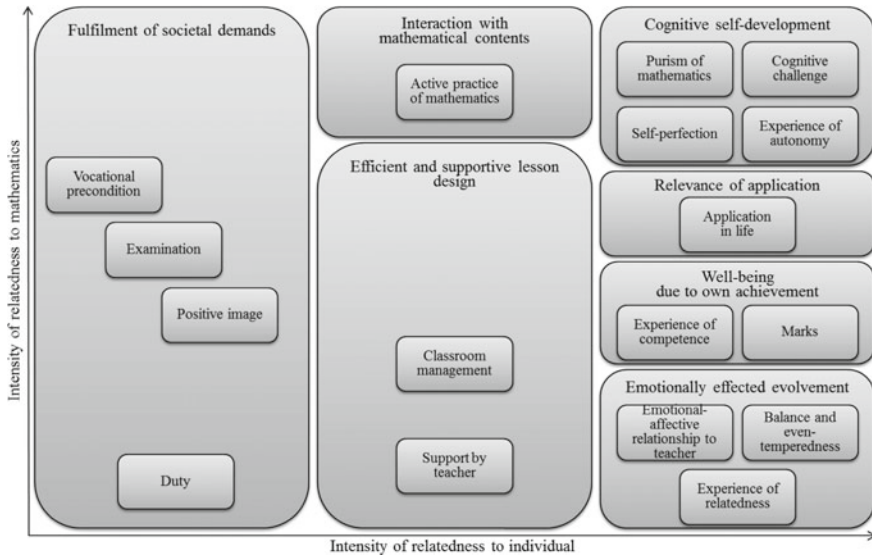 Intensity of relatedness to mathematics
Fulfilment of societal demands
Vocational
precondition
Examination
Positive image
Duty
Interaction with
mathematical contents
Active practice
of mathematics
Efficient and supportive lesson
design
Classroom
management
Support by
teacher
Cognitive self-development
Purism of
mathematics
Cognitive
challenge
Self-perfection
Experience of
autonomy
Relevance of application
Application
in life
Well-being
due to own achievement
Experience of
competence
Marks
Emotionally effected evolvement
Emotional-
affective
relationship to
teacher
Balance and
even-
temperedness
Experience of
relatedness
Intensity of relatedness to individual